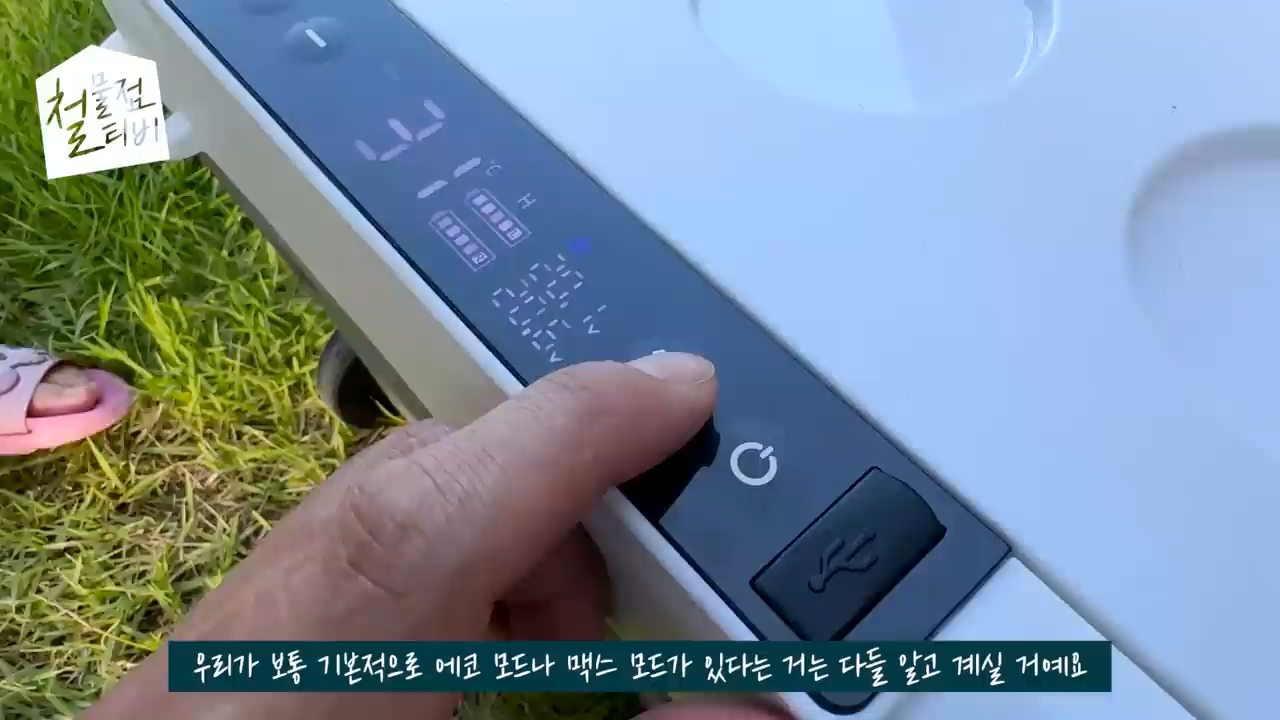 철물점
티비
℃
H
V
우리가 보통 기본적으로 에코 모드나 맥스 모드가 있다는 거는 다들 알고 계실 거예요